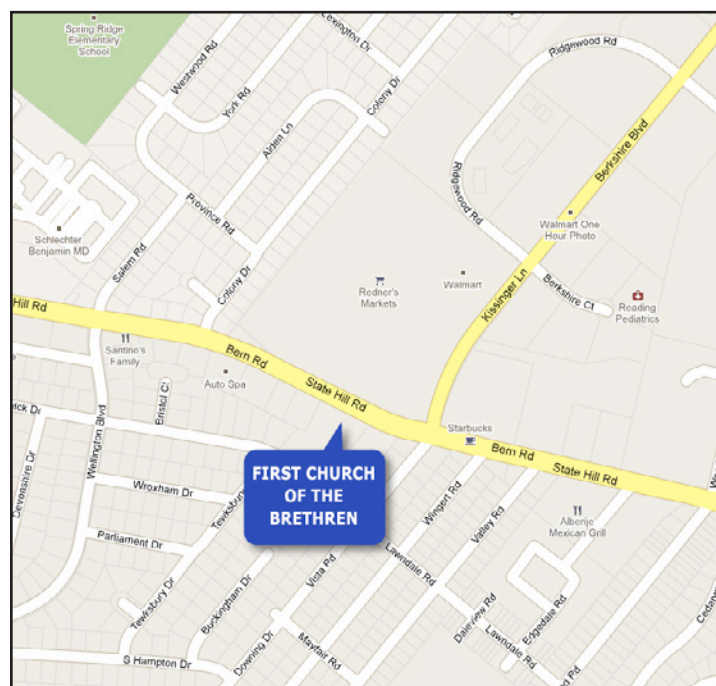 Spring Ridge
Elementary
School
Lexington Dr
Westwood Rd
York Rd
Colony Dr
Ridgewood Rd
Alden Ln
Berkshire Blvd
Ridgewood Rd
Province Rd
Walmart One
Hour Photo
Schlechter
Benjamin MD
Salem Rd
Colony Dr
Redner's
Markets
Walmart
Kissinger Ln
Berkshire Ct
Reading
Pediatrics
Hill Rd
Santino's
Family
Bern Rd
Auto Spa
State Hill Rd
Bristol Ct
Wellington Blvd
Devonshire Dr
Starbucks
Bern Rd
State Hill Rd
FIRST CHURCH
OF THE
BRETHREN
Wroxham Dr
Tewksbury
Wingert Rd
Valley Rd
Alberije
Mexican Grill
Parliament Dr
Lawndale Rd
Vista Rd
Tewksbury Dr
Buckingham Dr
Daleview Rd
Edgedale Rd
Lawndale Rd
Mayfair Rd
Downing Dr
S Hampton Dr